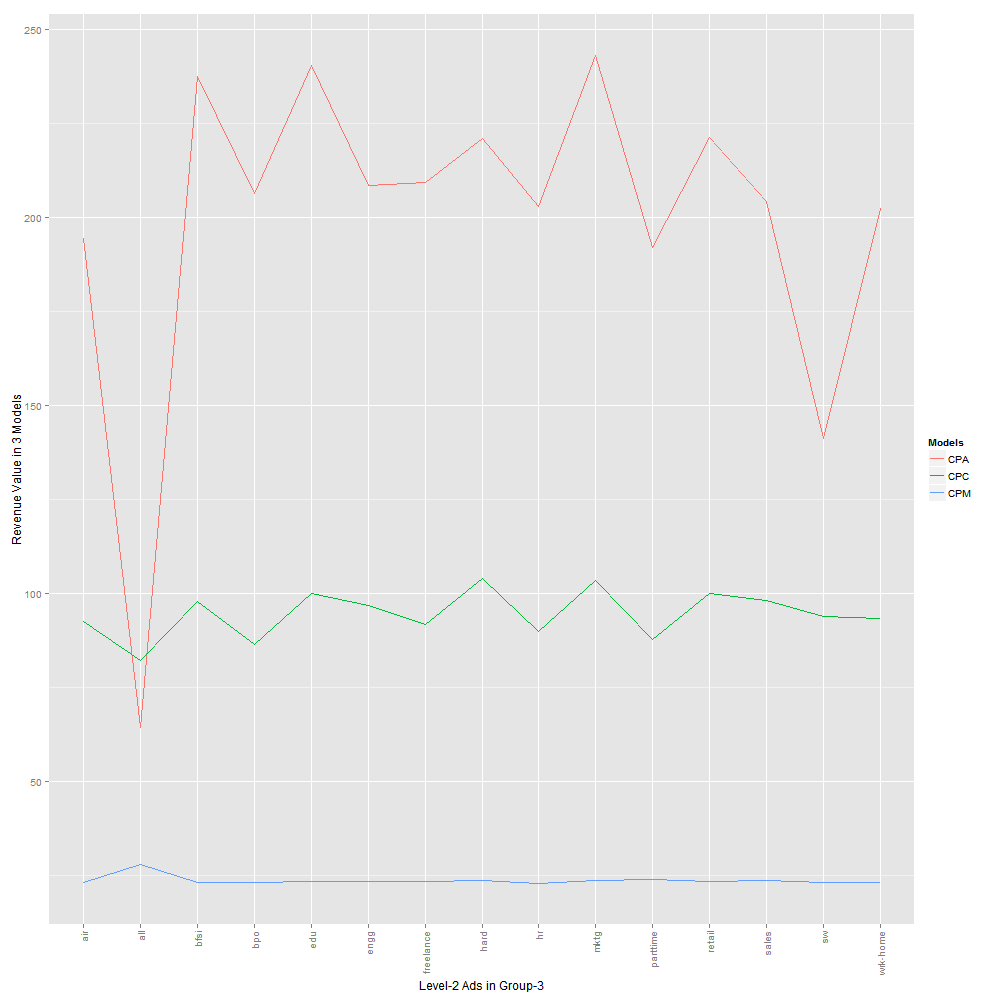 250
200
150
100
50
Revenue Value in 3 Models
air
all
bfsi
bpo
edu
engg
freelance
hard
hr
mktg
parttime
retail
sales
sw
wrk-home
Level-2 Ads in Group-3
Models
CPA
CPC
CPM